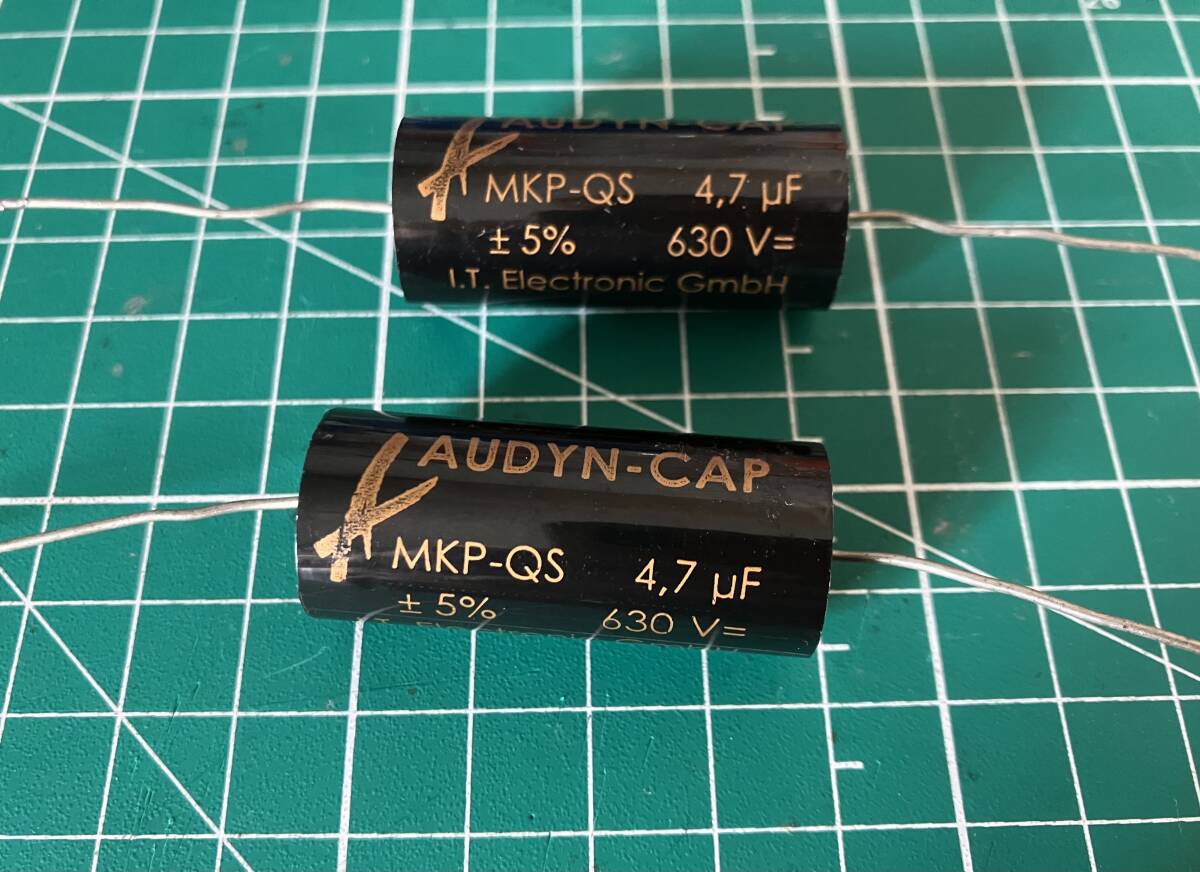 AUDYN-CAP
MKP-QS 4,7 µF
± 5% 630 V=
I.T. Electronic GmbH
AUDYN-CAP
MKP-QS 4,7 µF
± 5% 630 V=